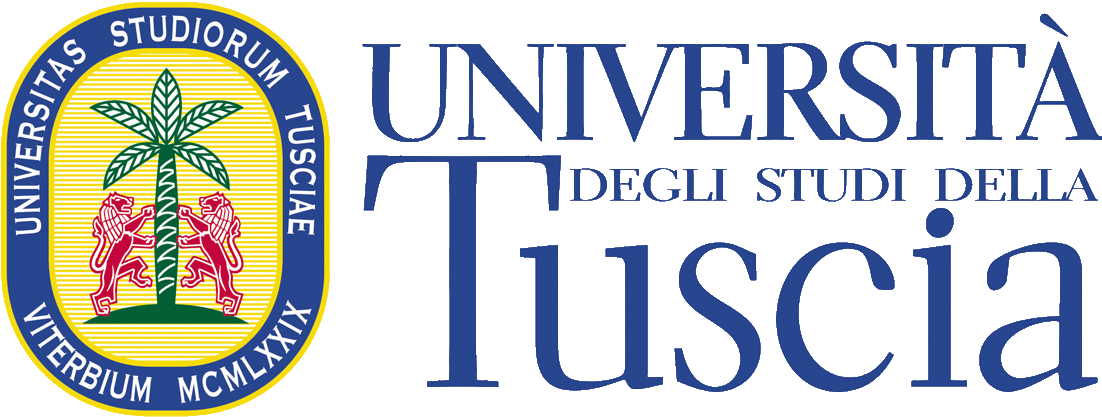 UNIVERSITAS STUDIORUM TUSCIAE
VITERBIUM MCMLXXIX
UNIVERSITÀ
DEGLI STUDI DELLA
Tuscia